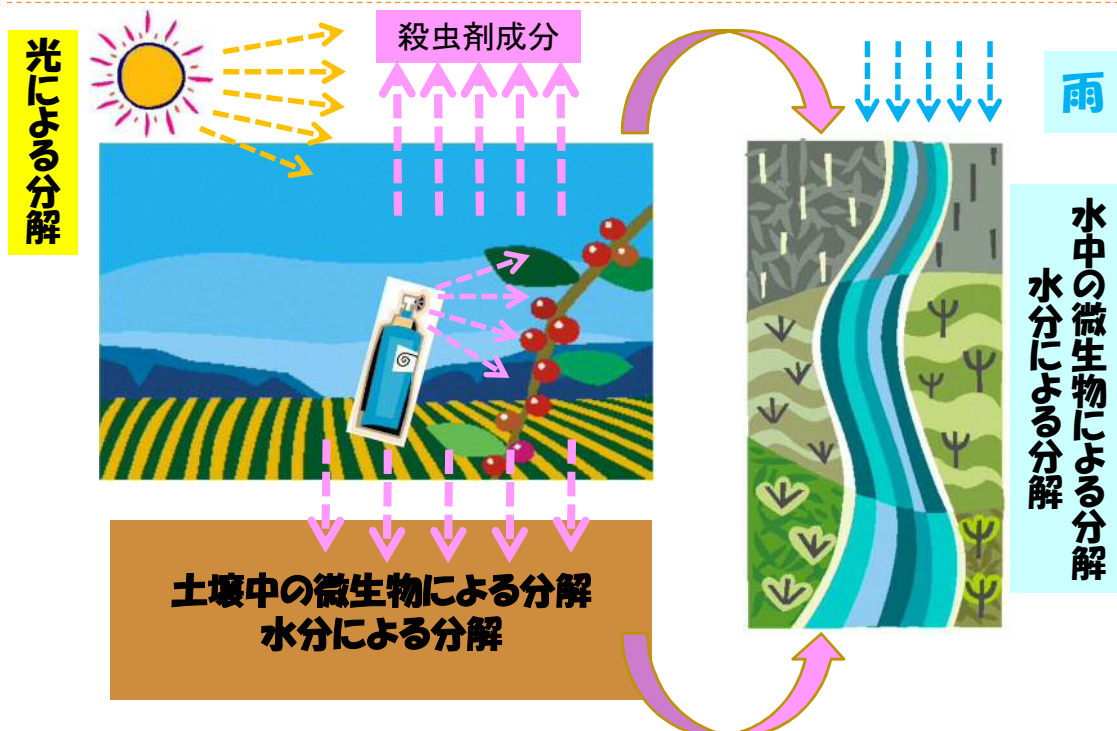 光による分解
殺虫剤成分
雨
水中の微生物による分解
水分による分解
土壌中の微生物による分解
水分による分解